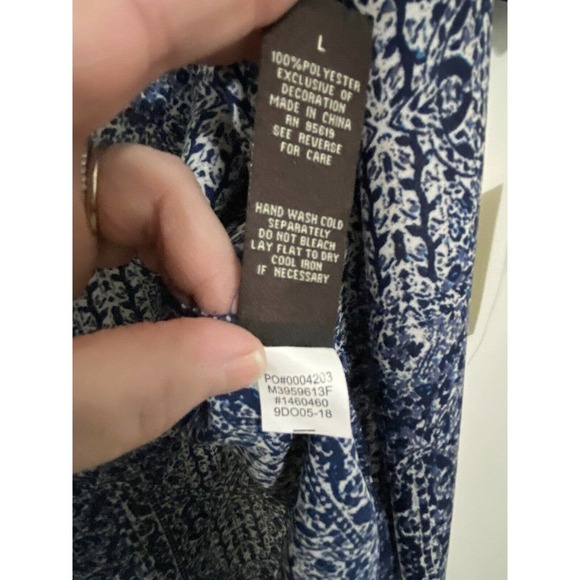 L
100%POLYESTER
EXCLUSIVE OF
DECORATION
MADE IN CHINA
RN 95619
SEE REVERSE
FOR CARE
HAND WASH COLD
SEPARATELY
DO NOT BLEACH
LAY FLAT TO DRY
COOL IRON
IF NECESSARY
PO#0004203
M3959613F
#1460460
9DO05-18